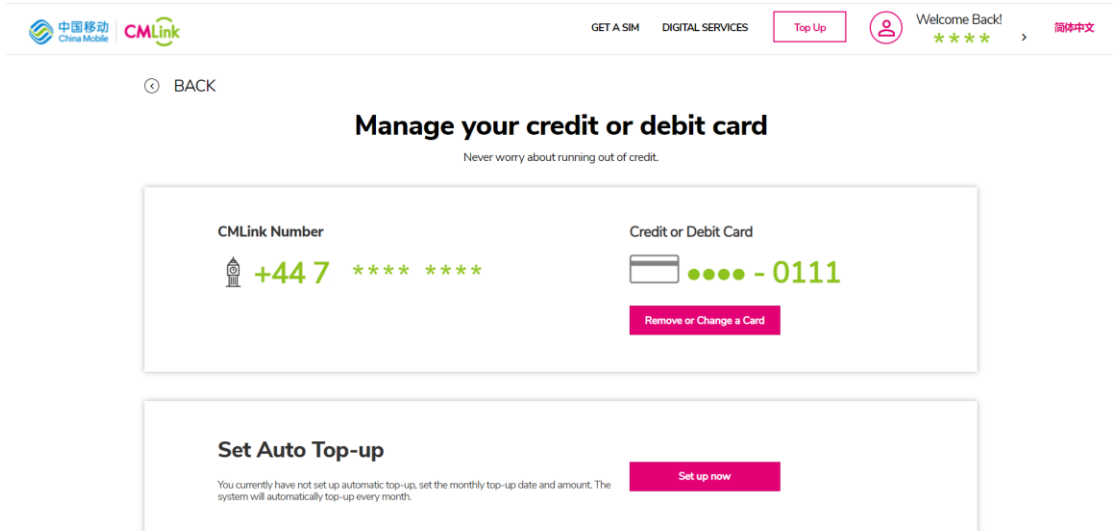 中国移动
China Mobile
CMLink
GET A SIM
DIGITAL SERVICES
Top Up
Welcome Back!
****
简体中文
BACK
Manage your credit or debit card
Never worry about running out of credit.
CMLink Number
Credit or Debit Card
+44 7 **** ****
●●●● - 0111
Remove or Change a Card
Set Auto Top-up
You currently have not set up automatic top-up, set the monthly top-up date and amount. The
system will automatically top-up every month.
Set up now